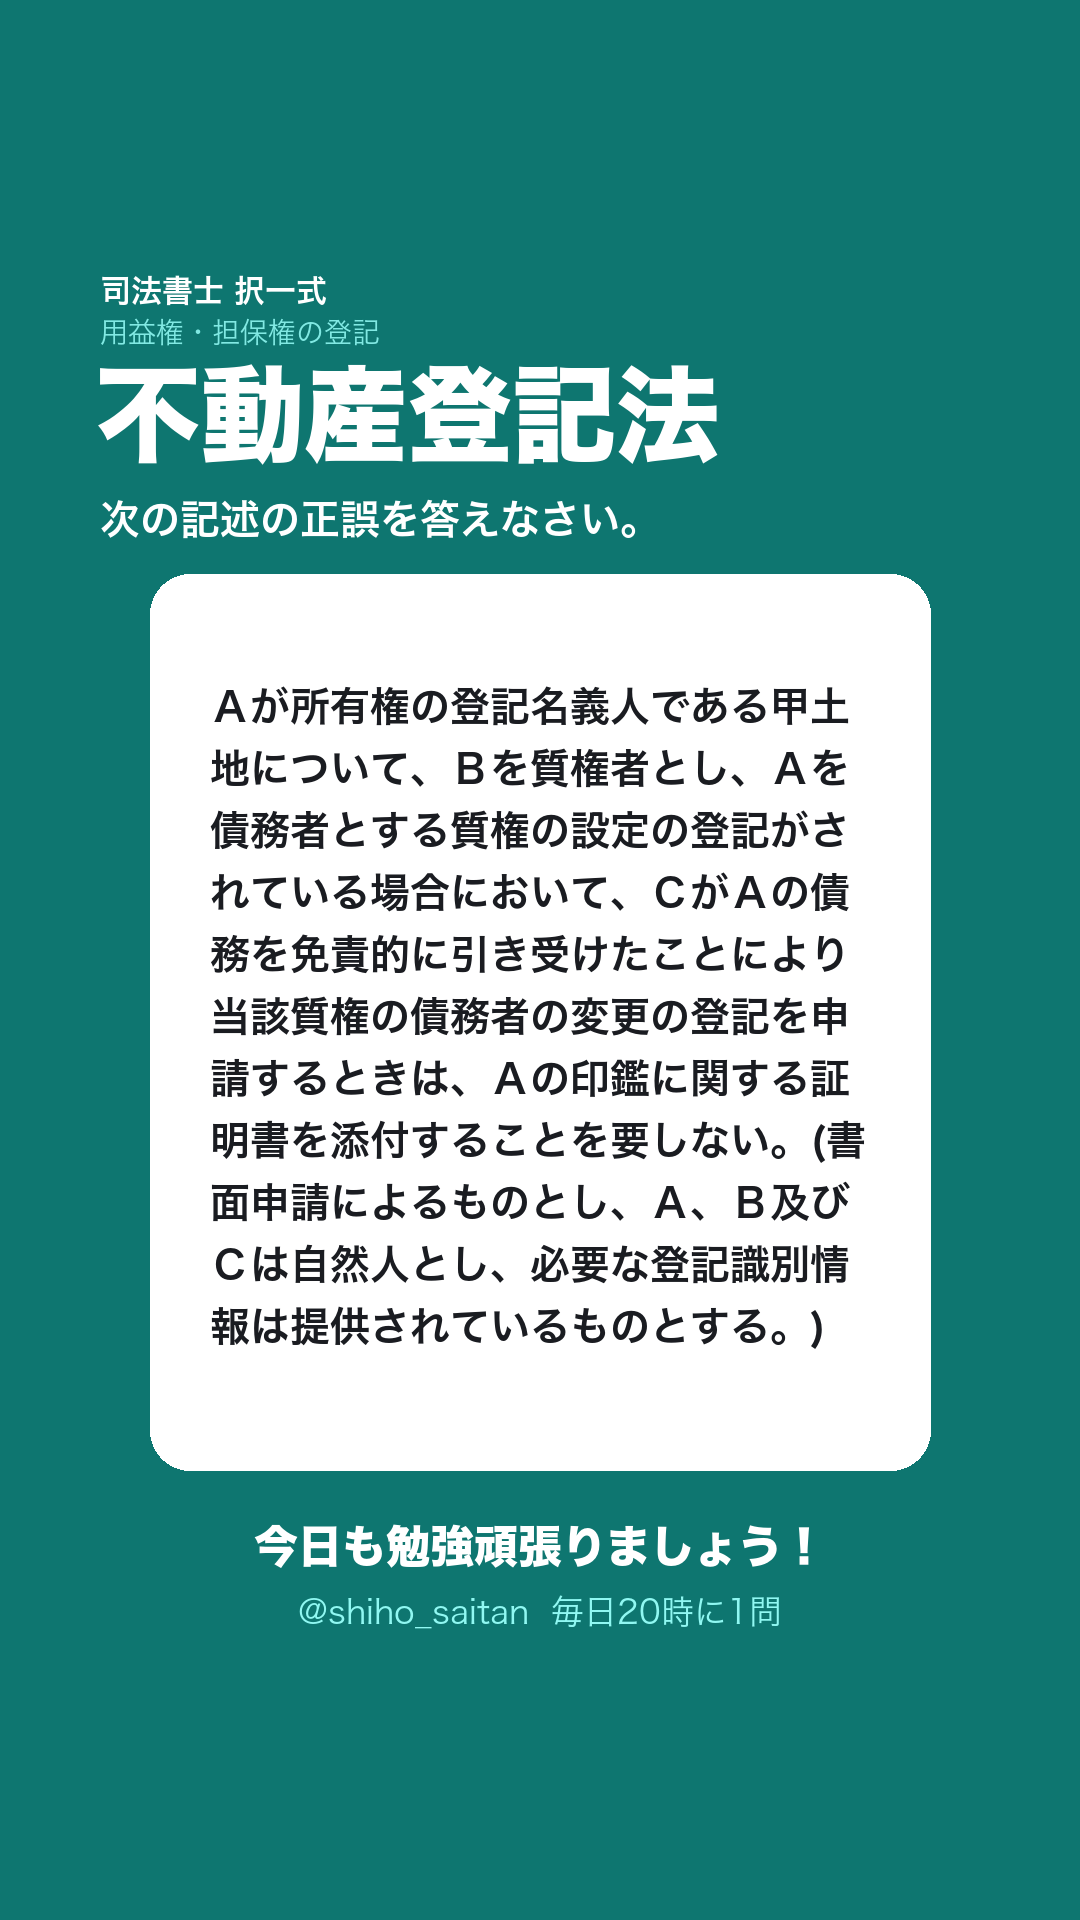 司法書士 択一式
用益権・担保権の登記
不動産登記法
次の記述の正誤を答えなさい。
Ａが所有権の登記名義人である甲土
地について、Ｂを質権者とし、Ａを
債務者とする質権の設定の登記がさ
れている場合において、ＣがＡの債
務を免責的に引き受けたことにより
当該質権の債務者の変更の登記を申
請するときは、Ａの印鑑に関する証
明書を添付することを要しない。(書
面申請によるものとし、Ａ、Ｂ及び
Ｃは自然人とし、必要な登記識別情
報は提供されているものとする。)
今日も勉強頑張りましょう！
@shiho_saitan 毎日20時に1問